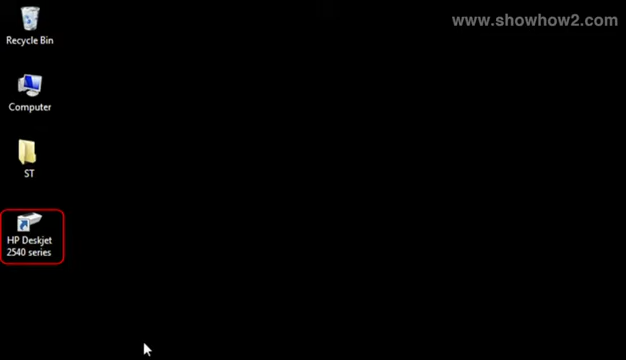 www.showhow2.com
Recycle Bin
Computer
ST
HP Deskjet
2540 series